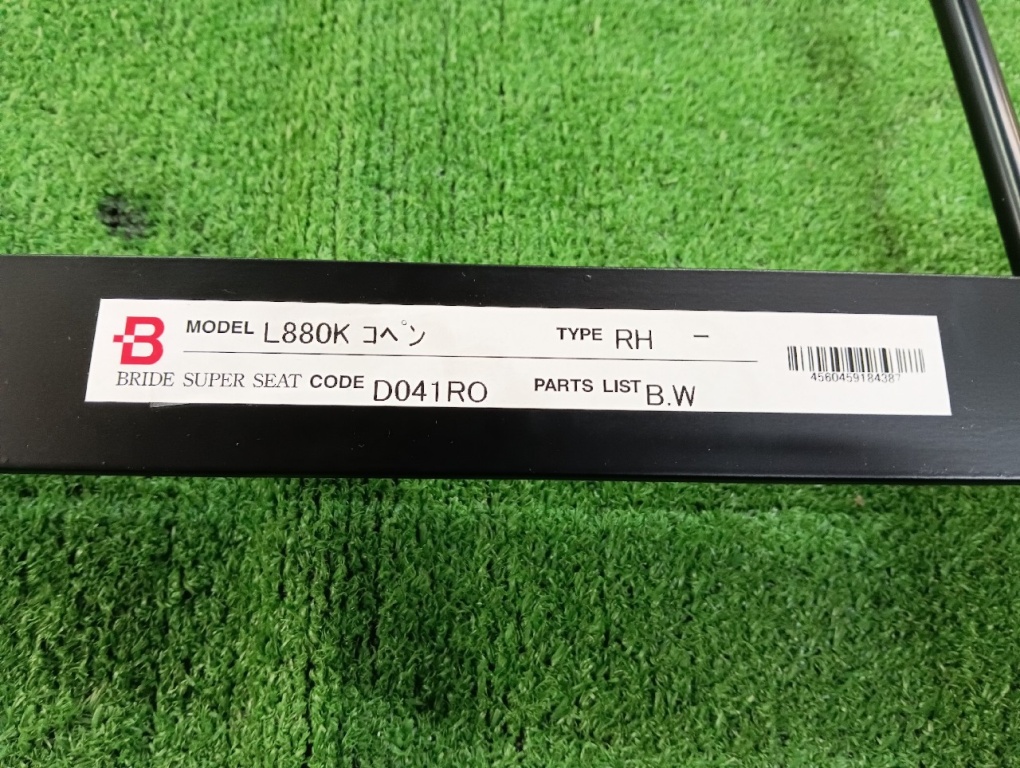 B MODEL L880K コペン TYPE RH -
BRIDE SUPER SEAT CODE D041RO PARTS LIST B.W
4560459184387